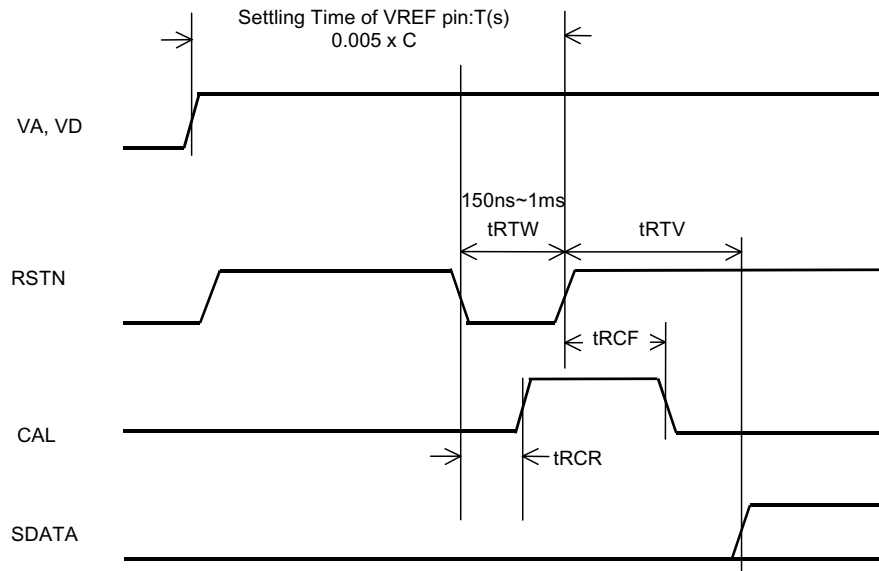 Settling Time of VREF pin:T(s)
0.005 x C
VA, VD
150ns~1ms
tRTW
tRTV
RSTN
tRCF
CAL
tRCR
SDATA